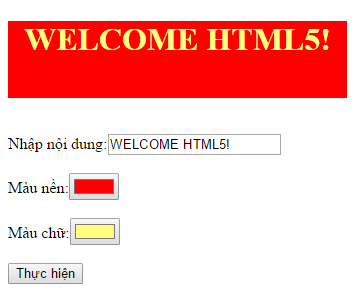 WELCOME HTML5!
Nhập nội dung: WELCOME HTML5!
Màu nền:
Màu chữ:
Thực hiện